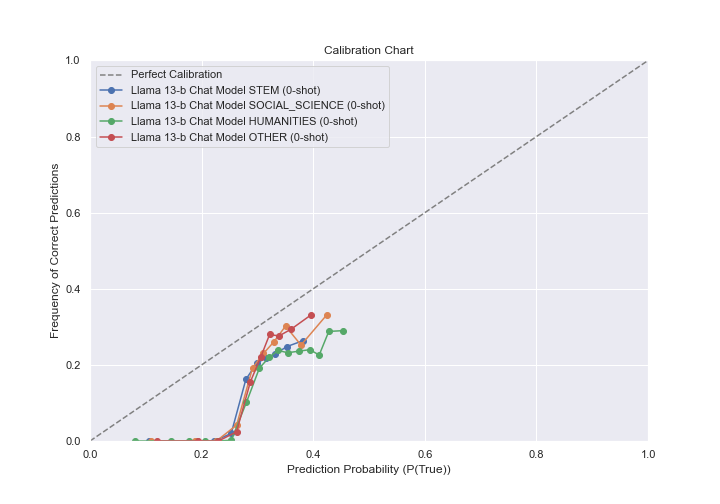 Calibration Chart
Perfect Calibration
Llama 13-b Chat Model STEM (0-shot)
Llama 13-b Chat Model SOCIAL_SCIENCE (0-shot)
Llama 13-b Chat Model HUMANITIES (0-shot)
Llama 13-b Chat Model OTHER (0-shot)
Frequency of Correct Predictions
1.0
0.8
0.6
0.4
0.2
0.0
0.0 0.2 0.4 0.6 0.8 1.0
Prediction Probability (P(True))